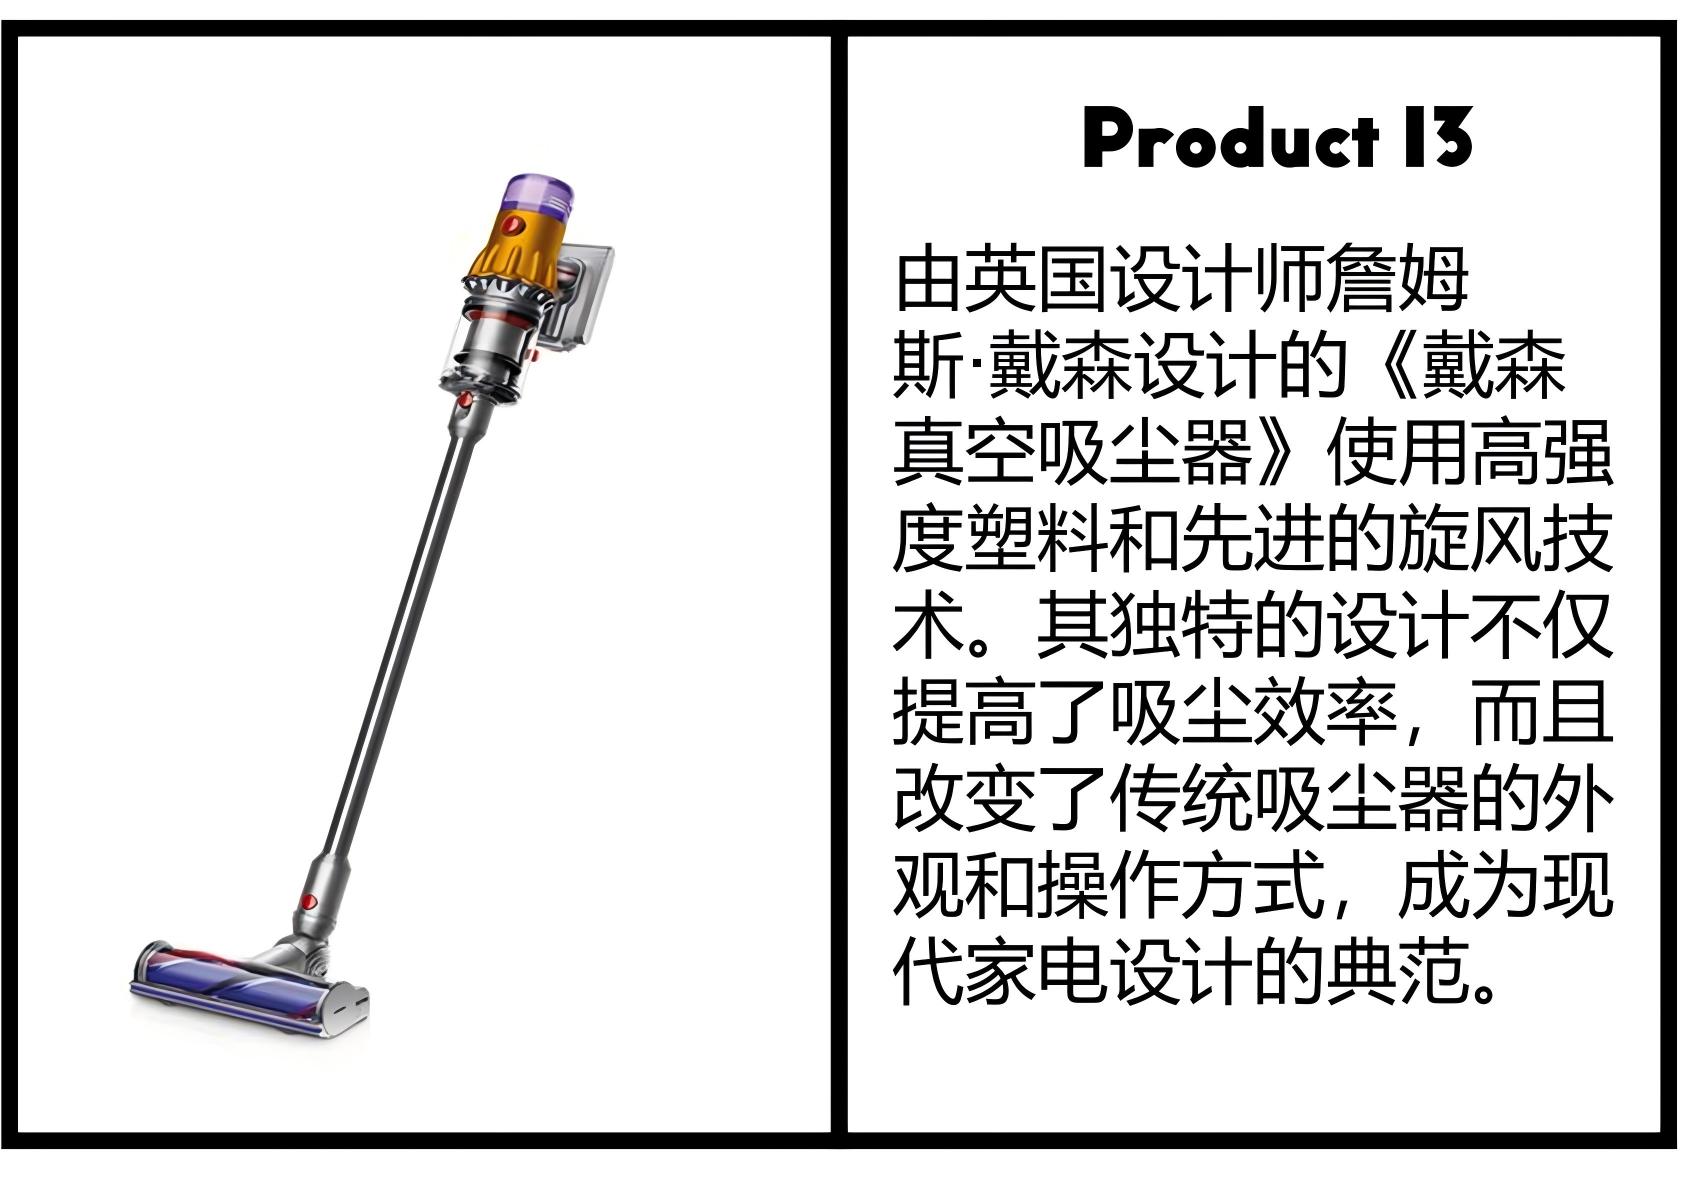 Product 13
由英国设计师詹姆
斯·戴森设计的《戴森
真空吸尘器》使用高强
度塑料和先进的旋风技
术。其独特的设计不仅
提高了吸尘效率，而且
改变了传统吸尘器的外
观和操作方式，成为现
代家电设计的典范。